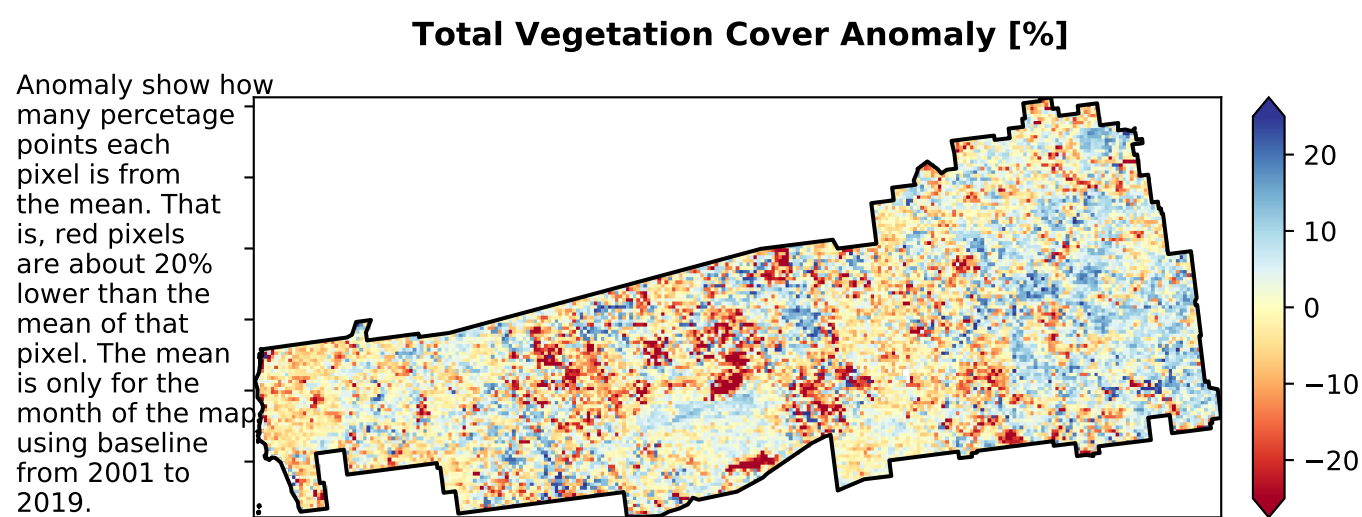 Total Vegetation Cover Anomaly [%]
Anomaly show how
many percetage
points each
pixel is from
the mean. That
is, red pixels
are about 20%
lower than the
mean of that
pixel. The mean
is only for the
month of the map
using baseline
from 2001 to
2019.
20
10
0
−10
−20